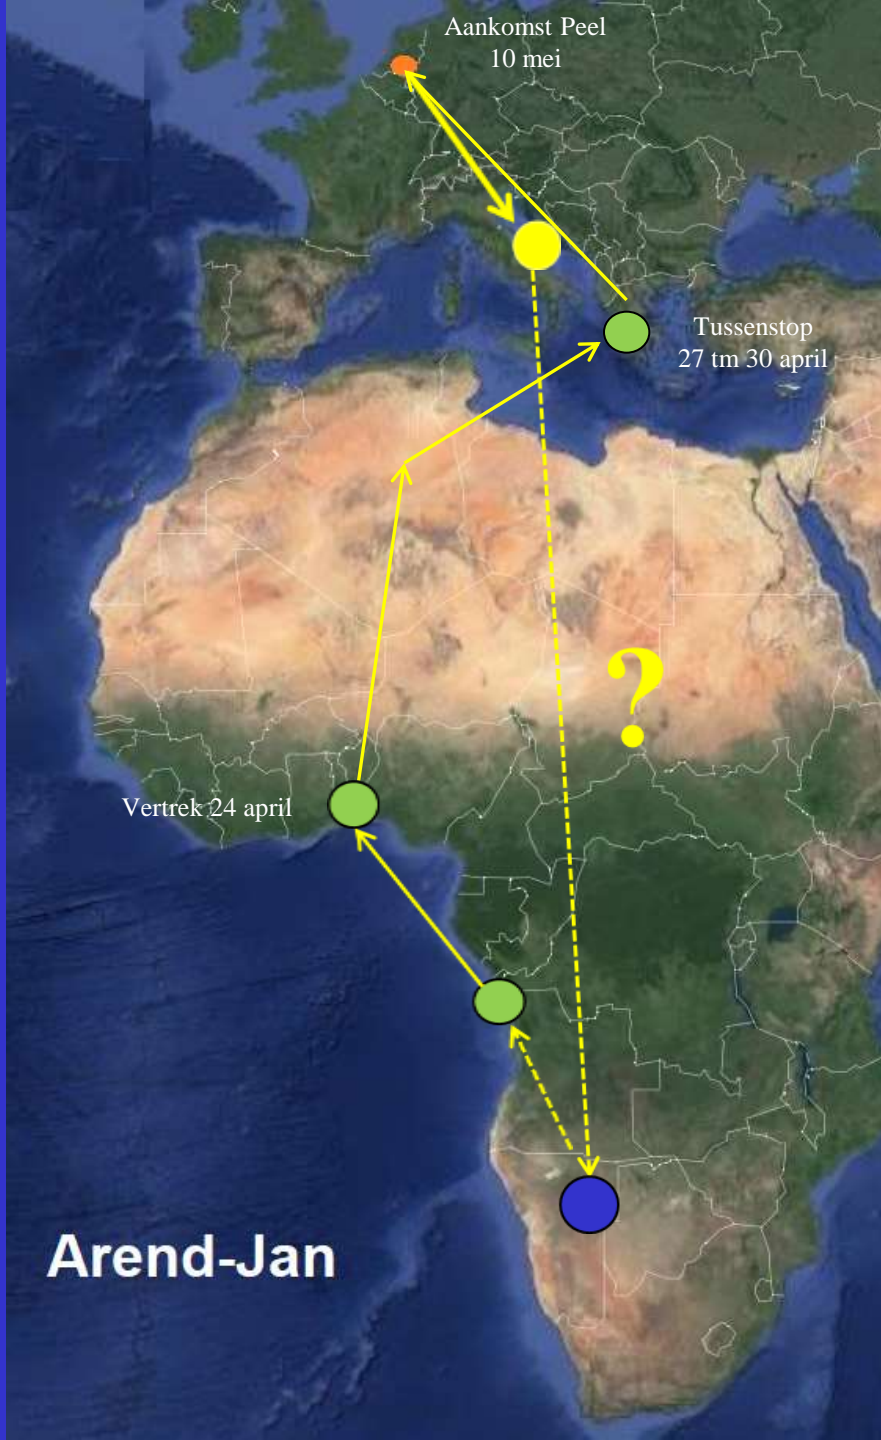 Aankomst Peel
10 mei
Tussenstop
27 tm 30 april
?
Vertrek 24 april
Arend-Jan